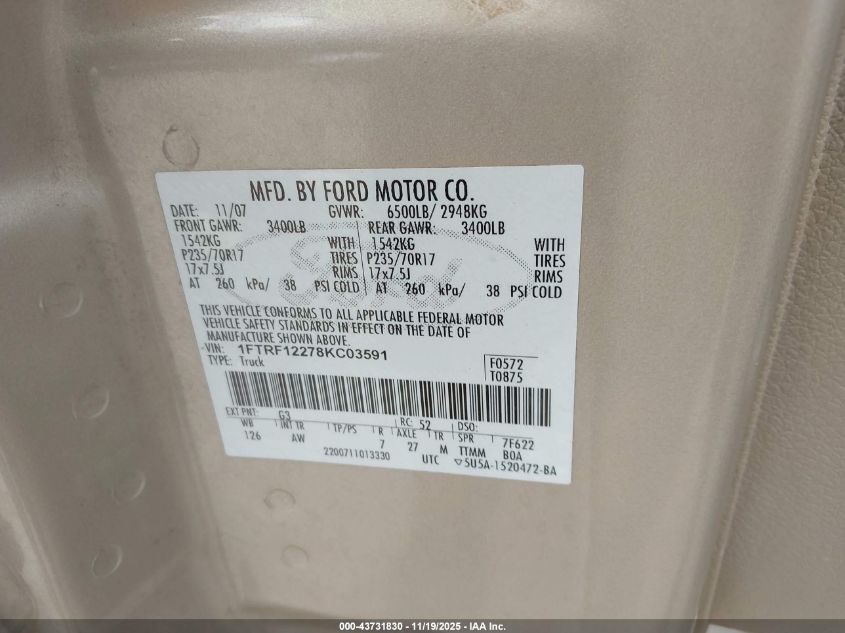 MFD. BY FORD MOTOR CO.
DATE: 11/07 GVWR: 6500LB/ 2948KG
FRONT GAWR: 3400LB REAR GAWR: 3400LB
1542KG WITH 1542KG WITH
P235/70R17 TIRES P235/70R17 TIRES
17x7.5J RIMS 17x7.5J RIMS
AT 260 kPa/ 38 PSI COLD AT 260 kPa/ 38 PSI COLD
THIS VEHICLE CONFORMS TO ALL APPLICABLE FEDERAL MOTOR
VEHICLE SAFETY STANDARDS IN EFFECT ON THE DATE OF
MANUFACTURE SHOWN ABOVE.
VIN: 1FTRF12278KC03591
TYPE: Truck
F0572
T0875
EXT PNT: G3 RC: 52 DSO:
WB INT TR TP/PS R AXLE TR SPR 7F622
126 AW 7 27 M TTMM BOA
2200711013330 UTC ▽5U5A-1520472-BA
Ford
000-43731830 - 11/19/2025 - IAA Inc.